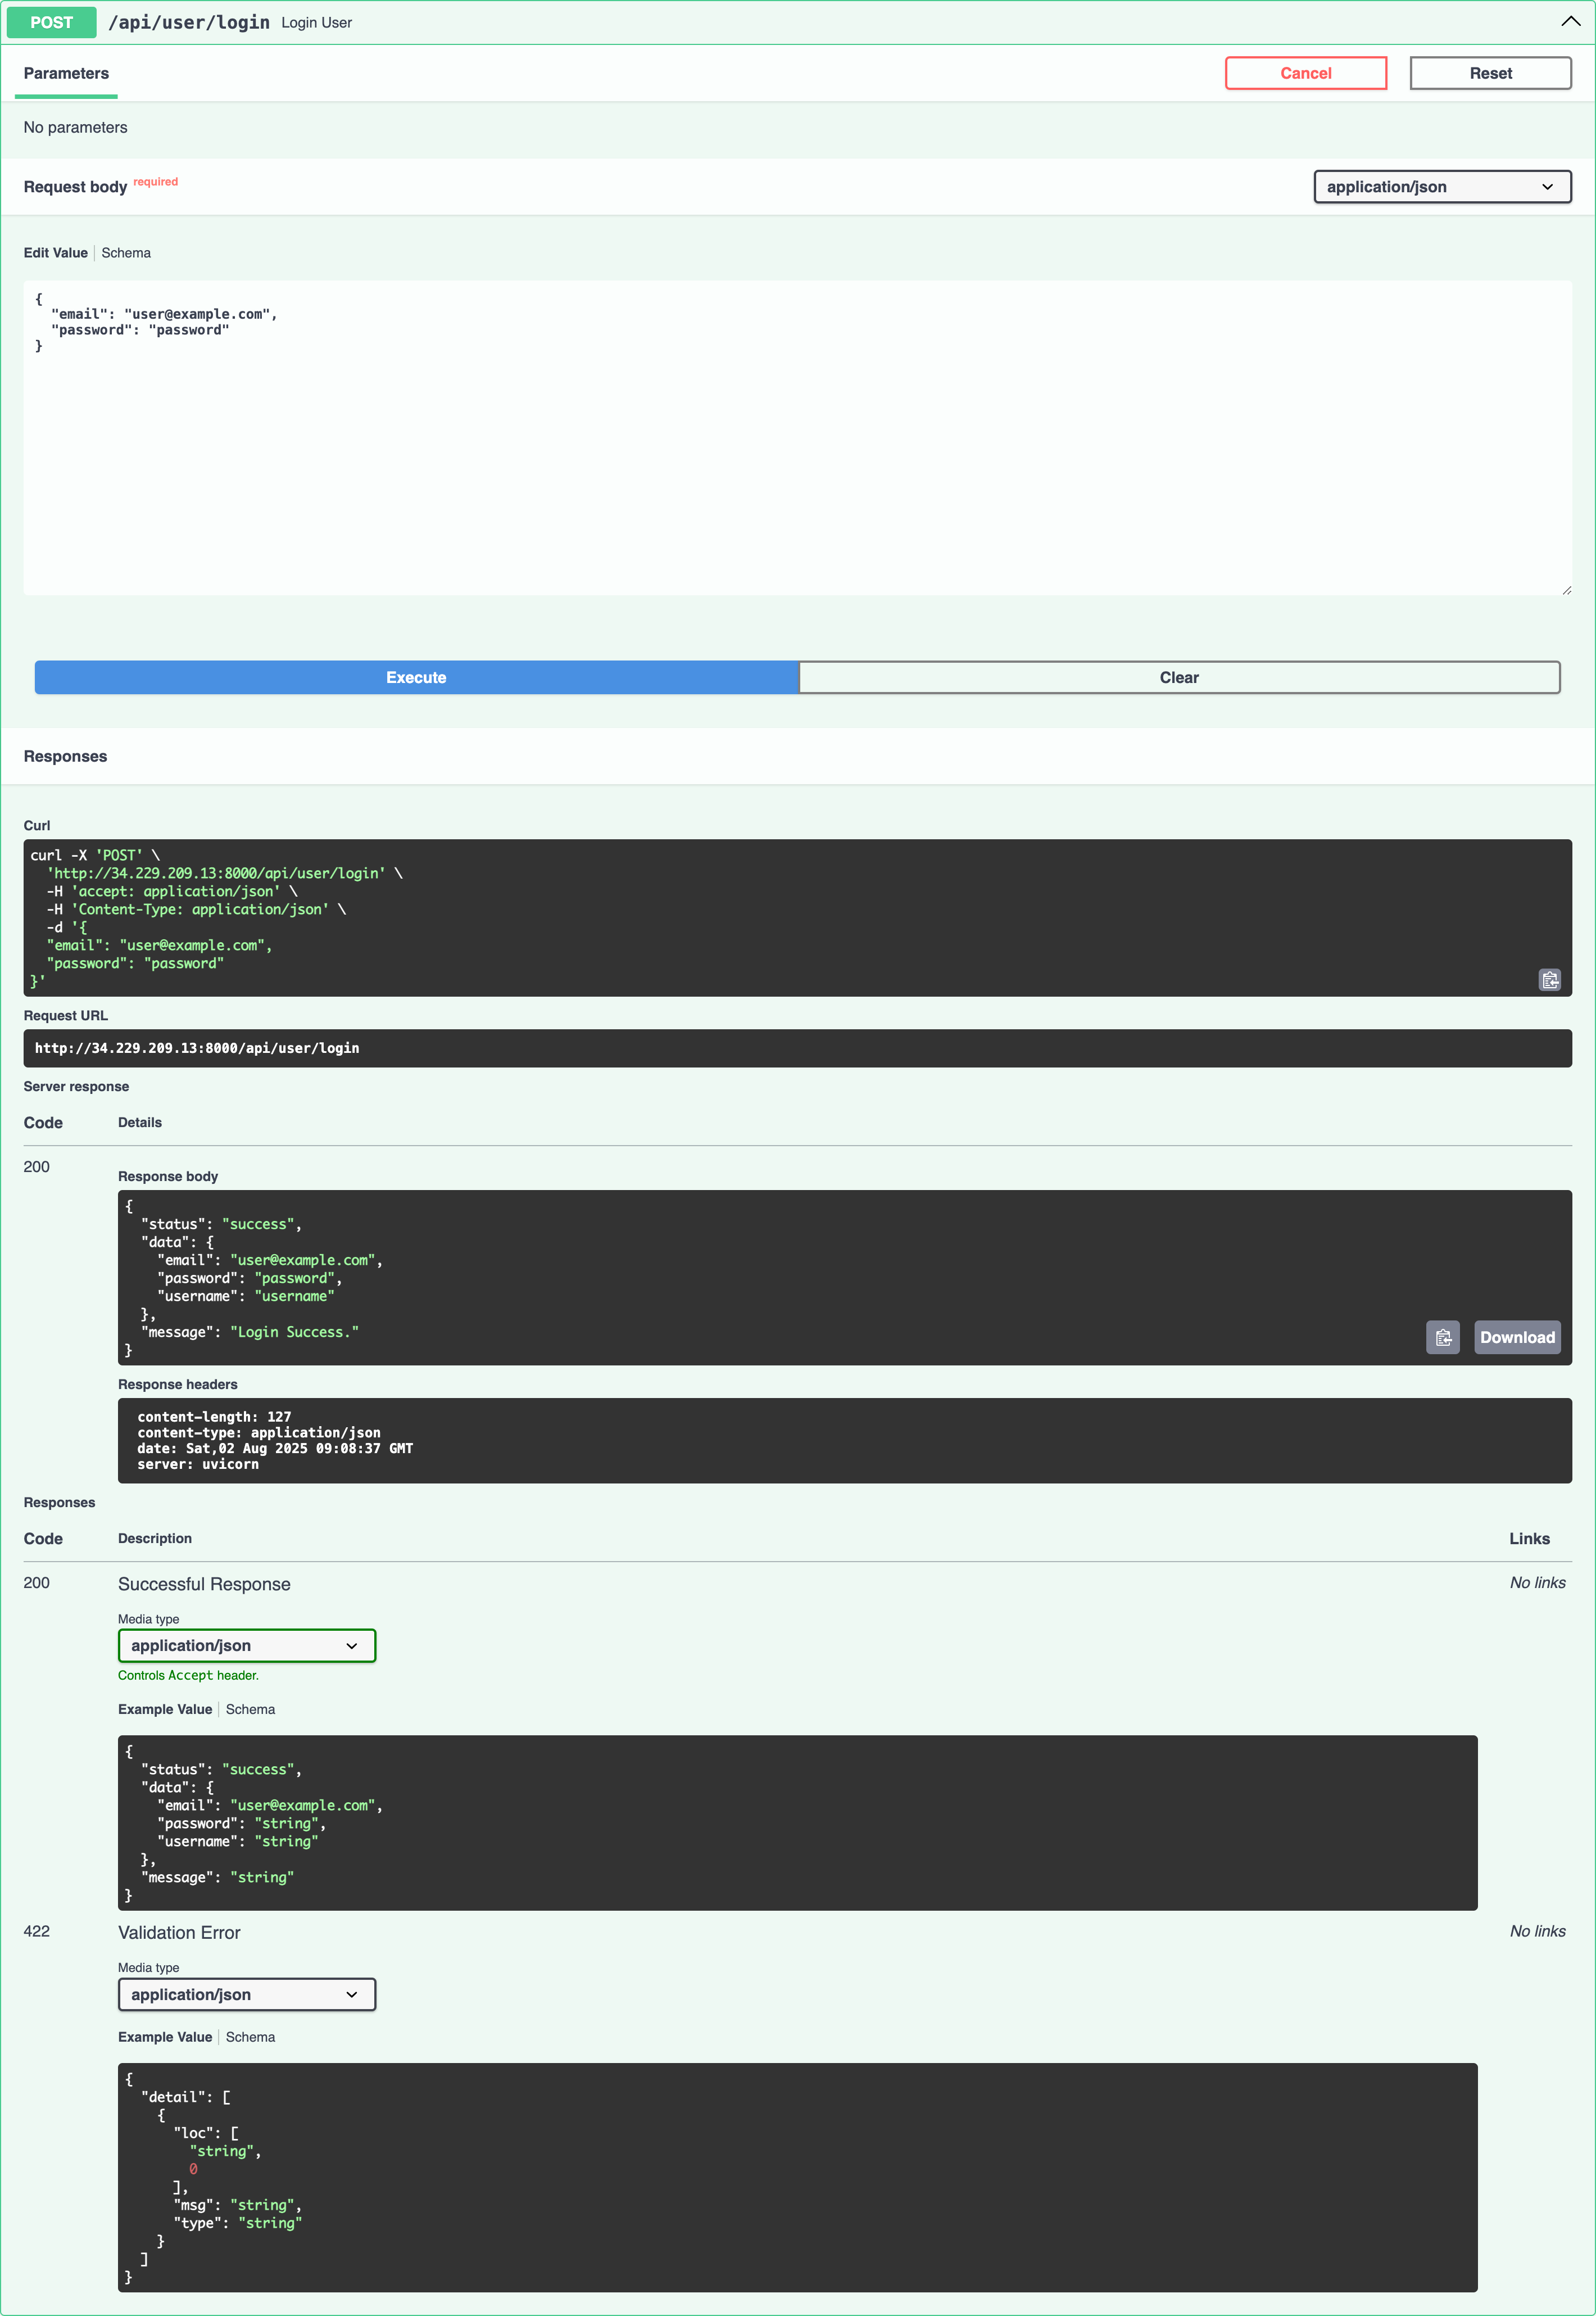 POST /api/user/login Login User
Parameters
Cancel
Reset
No parameters
Request body required
application/json
Edit Value | Schema
{
  "email": "user@example.com",
  "password": "password"
}
Execute
Clear
Responses
Curl
curl -X 'POST' \
  'http://34.229.209.13:8000/api/user/login' \
  -H 'accept: application/json' \
  -H 'Content-Type: application/json' \
  -d '{
  "email": "user@example.com",
  "password": "password"
}'
Request URL
http://34.229.209.13:8000/api/user/login
Server response
Code Details
200
Response body
{
  "status": "success",
  "data": {
    "email": "user@example.com",
    "password": "password",
    "username": "username"
  },
  "message": "Login Success."
}
Download
Response headers
content-length: 127
content-type: application/json
date: Sat,02 Aug 2025 09:08:37 GMT
server: uvicorn
Responses
Code Description Links
200 Successful Response No links
Media type
application/json
Controls Accept header.
Example Value | Schema
{
  "status": "success",
  "data": {
    "email": "user@example.com",
    "password": "string",
    "username": "string"
  },
  "message": "string"
}
422 Validation Error No links
Media type
application/json
Example Value | Schema
{
  "detail": [
    {
      "loc": [
        "string",
        0
      ],
      "msg": "string",
      "type": "string"
    }
  ]
}